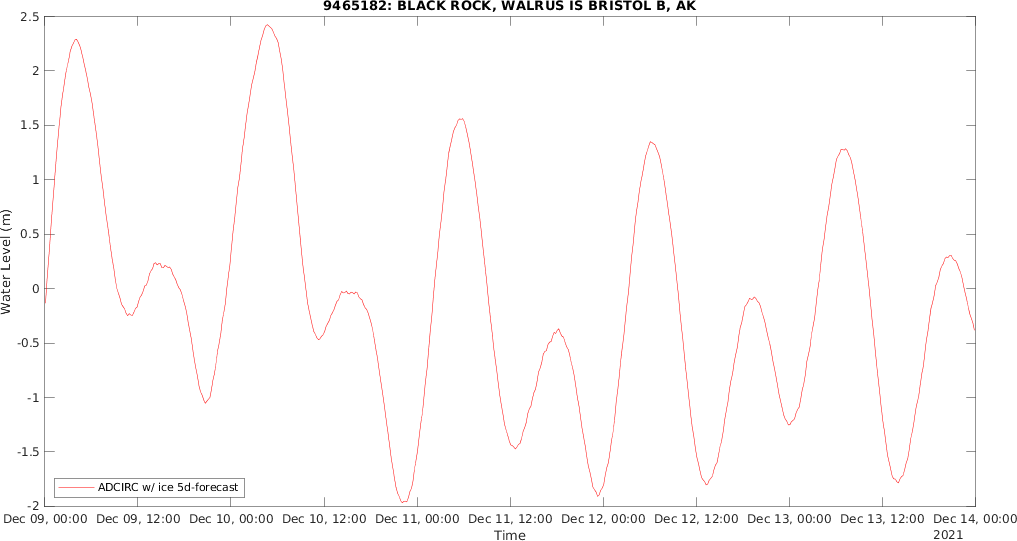 9465182: BLACK ROCK, WALRUS IS BRISTOL B, AK
2.5
2
1.5
1
0.5
0
-0.5
-1
-1.5
-2
Water Level (m)
ADCIRC w/ ice 5d-forecast
Dec 09, 00:00 Dec 09, 12:00 Dec 10, 00:00 Dec 10, 12:00 Dec 11, 00:00 Dec 11, 12:00 Dec 12, 00:00 Dec 12, 12:00 Dec 13, 00:00 Dec 13, 12:00 Dec 14, 00:00
Time
2021